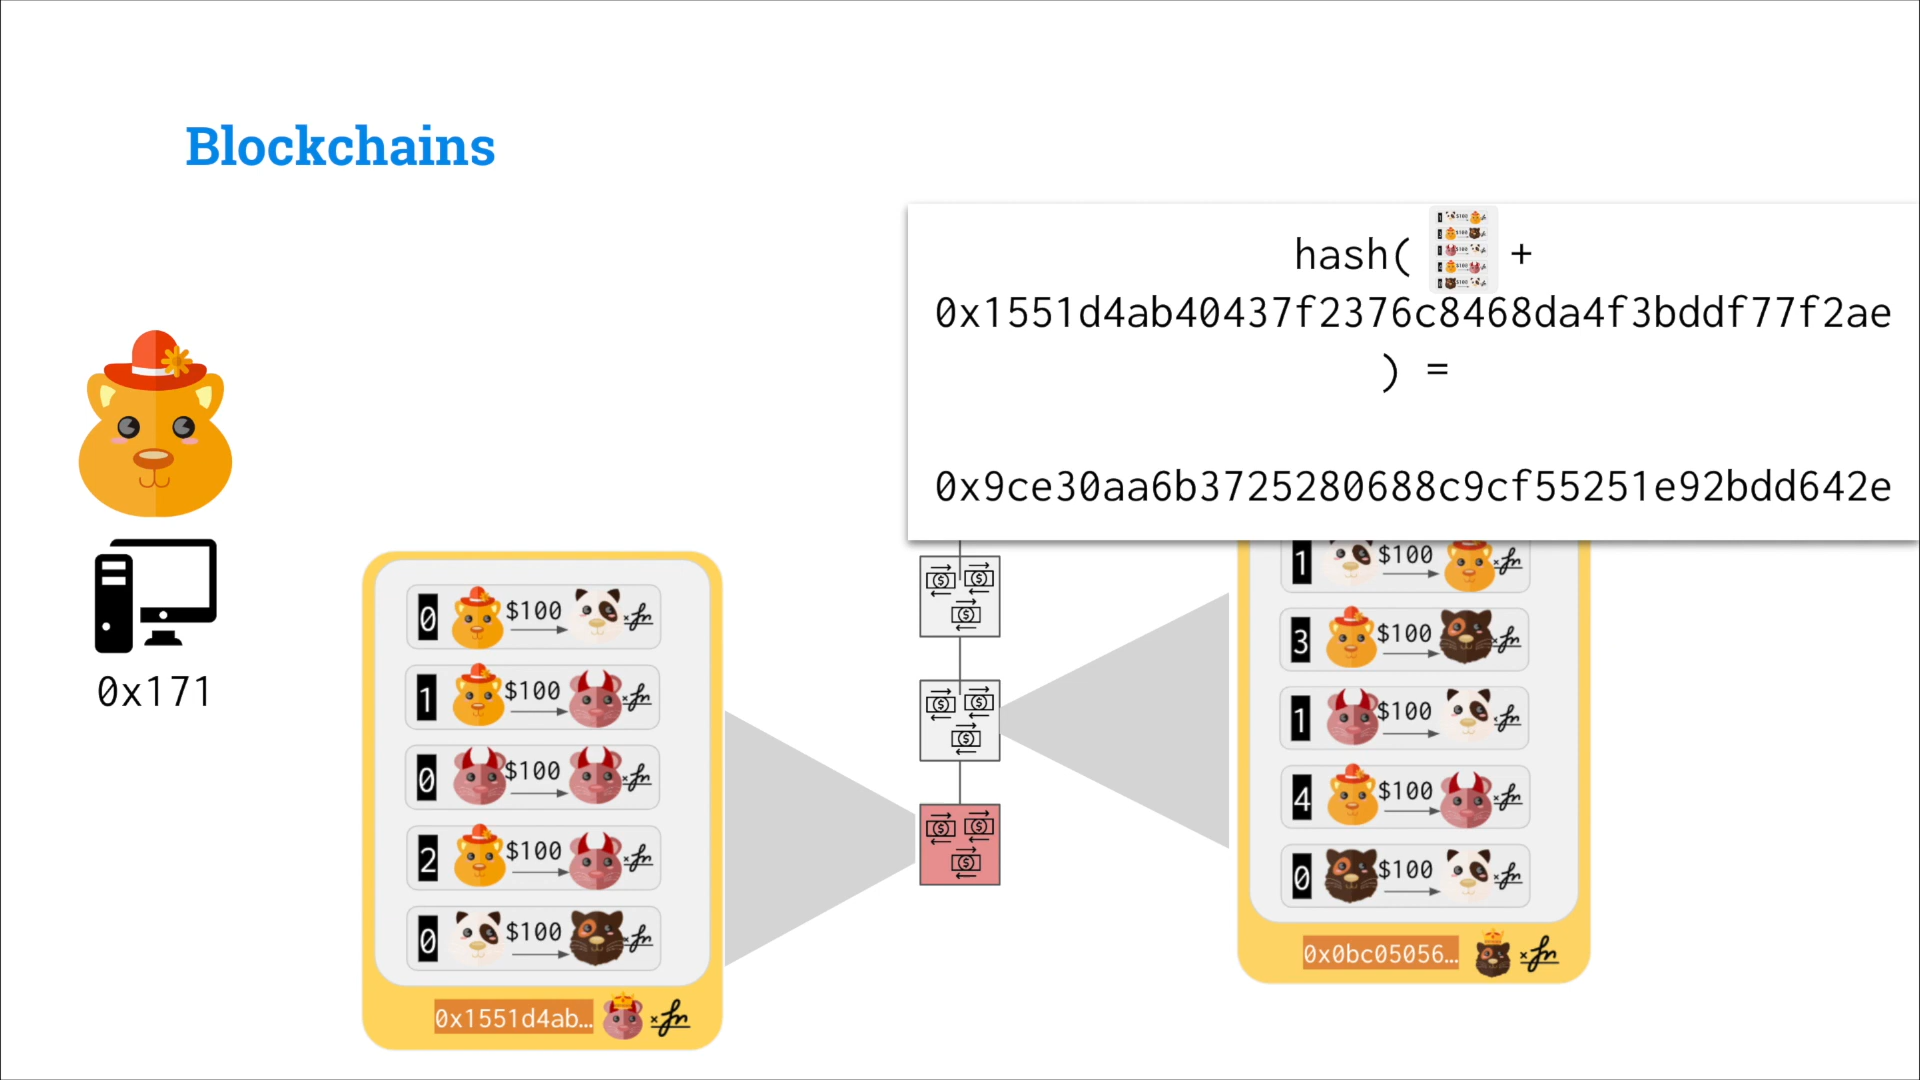 Blockchains
hash( +
0x1551d4ab40437f2376c8468da4f3bddf77f2ae
) =
0x9ce30aa6b3725280688c9cf55251e92bdd642e
0x171
0 $100
1 $100
0 $100
2 $100
0 $100
0x1551d4ab…
1 $100
3 $100
1 $100
4 $100
0 $100
0x0bc05056…